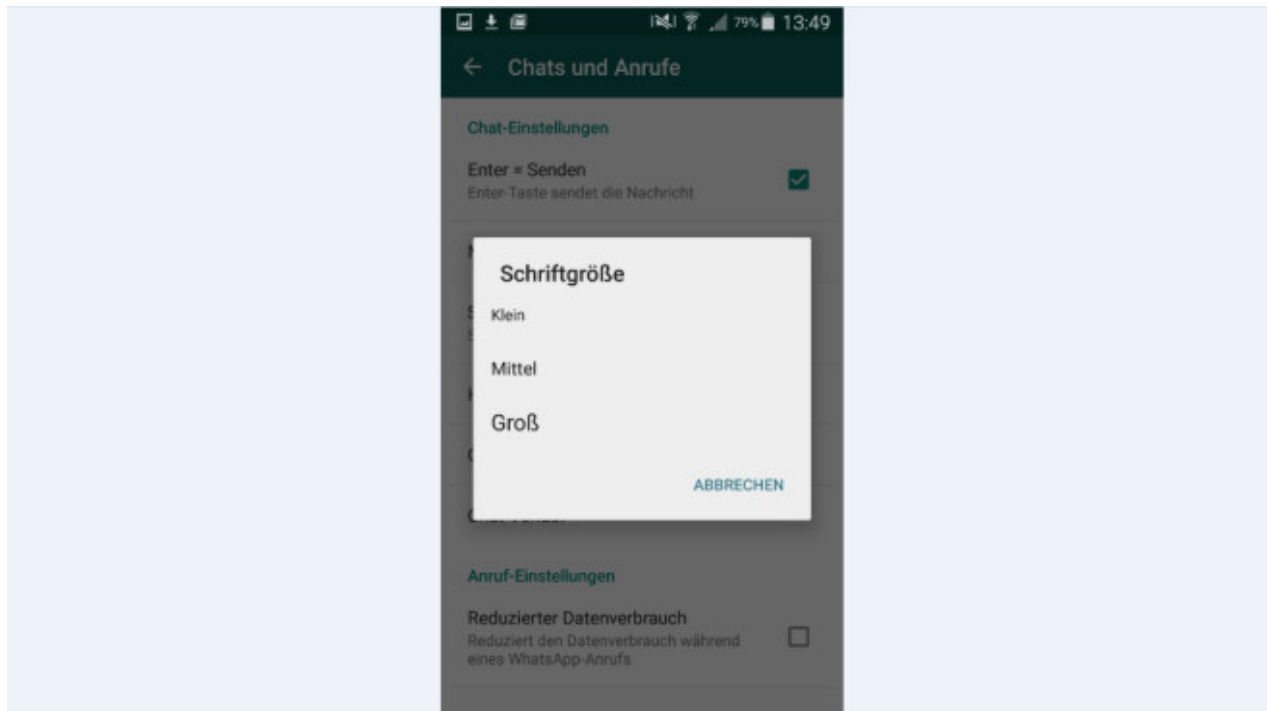 79% 13:49
Chats und Anrufe
Chat-Einstellungen
Enter = Senden
Enter-Taste sendet die Nachricht
Schriftgröße
Klein
Mittel
Groß
ABBRECHEN
Anruf-Einstellungen
Reduzierter Datenverbrauch
Reduziert den Datenverbrauch während
eines WhatsApp-Anrufs